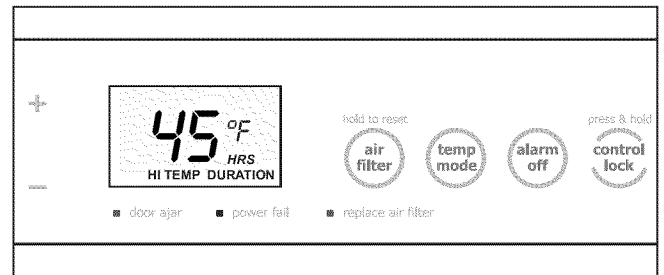 +
45 °F
HRS
HI TEMP DURATION
−
hold to reset
air
filter
temp
mode
alarm
off
press & hold
control
lock
door ajar
power fail
replace air filter